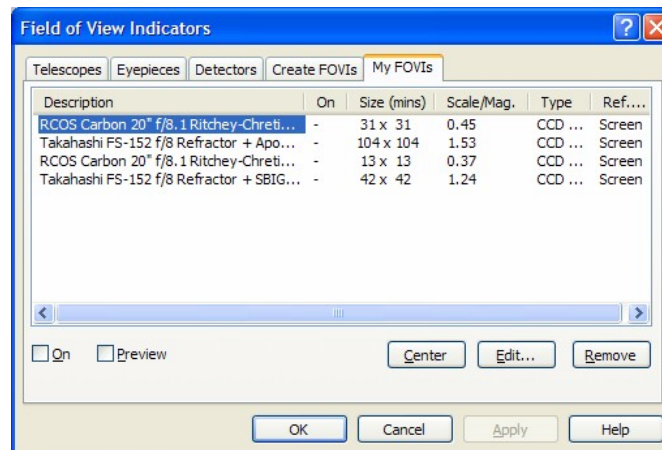 Field of View Indicators
Telescopes Eyepieces Detectors Create FOVIs My FOVIs
Description On Size (mins) Scale/Mag. Type Ref....
RCOS Carbon 20" f/8.1 Ritchey-Chreti... - 31 x 31 0.45 CCD ... Screen
Takahashi FS-152 f/8 Refractor + Apo... - 104 x 104 1.53 CCD ... Screen
RCOS Carbon 20" f/8.1 Ritchey-Chreti... - 13 x 13 0.37 CCD ... Screen
Takahashi FS-152 f/8 Refractor + SBIG... - 42 x 42 1.24 CCD ... Screen
On Preview Center Edit... Remove
OK Cancel Apply Help